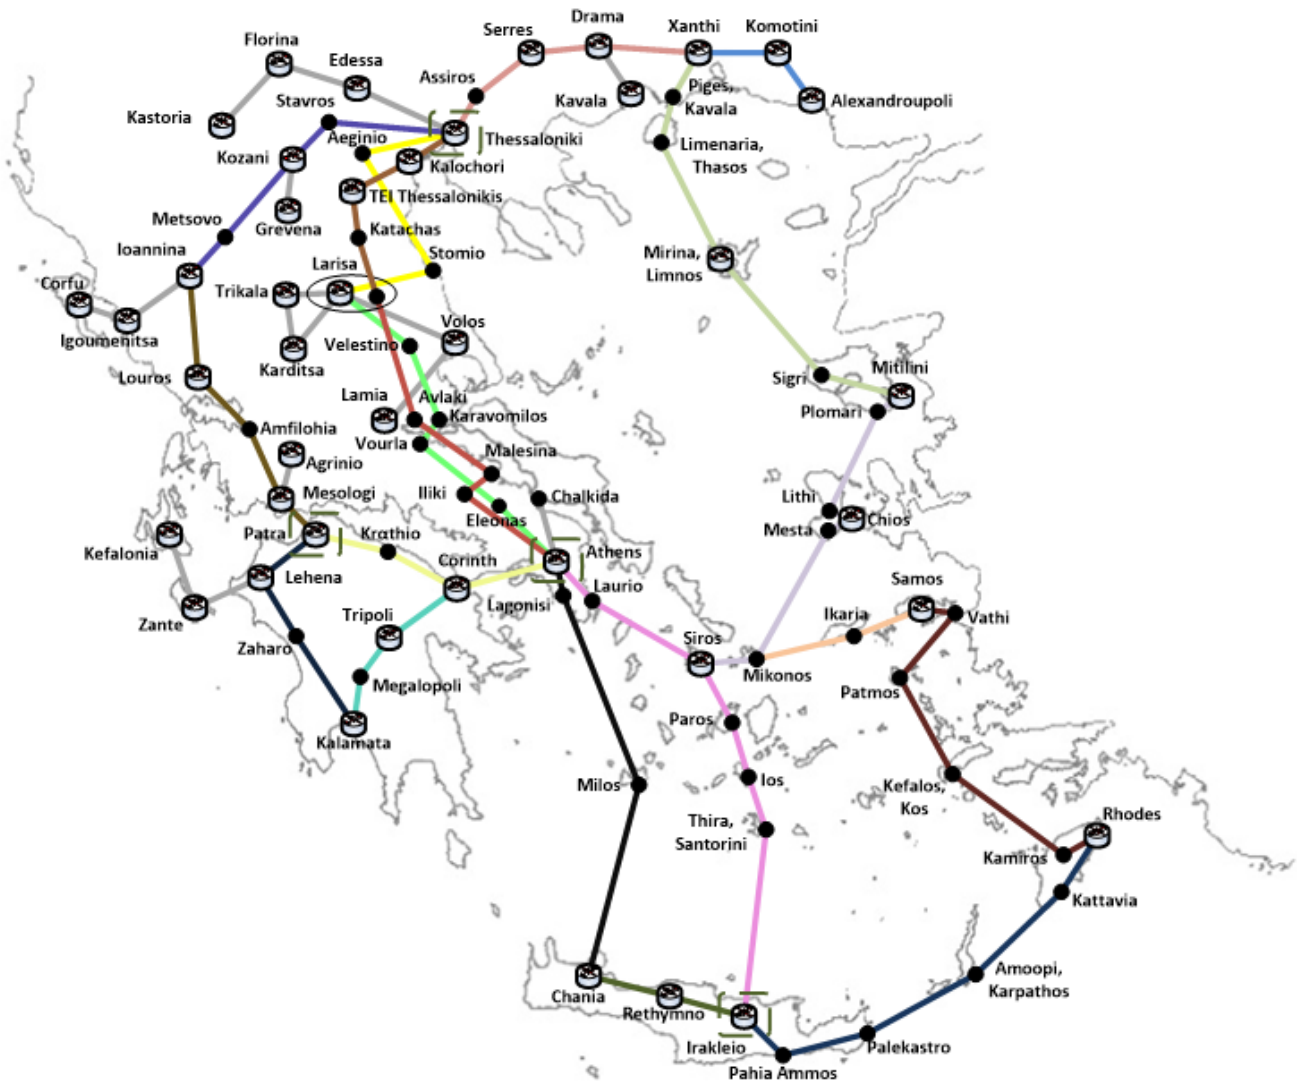 Drama
Xanthi
Komotini
Serres
Florina
Edessa
Assiros
Piges,
Kavala
Kavala
Alexandroupoli
Stavros
Kastoria
Aeginio
Thessaloniki
Limenaria,
Thasos
Kozani
Kalochori
TEI Thessalonikis
Metsovo
Grevena
Katachas
Ioannina
Stomio
Mirina,
Limnos
Larisa
Corfu
Trikala
Volos
Igoumenitsa
Velestino
Karditsa
Louros
Mitilini
Sigri
Lamia
Avlaki
Plomari
Karavomilos
Amfilohia
Vourla
Malesina
Agrinio
Mesologi
Iliki
Chalkida
Lithi
Eleonas
Chios
Mesta
Patra
Krαthio
Kefalonia
Corinth
Athens
Lehena
Laurio
Samos
Lagonisi
Zante
Tripoli
Ikaria
Vathi
Zaharo
Siros
Mikonos
Megalopoli
Patmos
Paros
Kalamata
Milos
Ios
Kefalos,
Kos
Thira,
Santorini
Rhodes
Kamiros
Kattavia
Amoopi,
Karpathos
Chania
Rethymno
Irakleio
Palekastro
Pahia Ammos